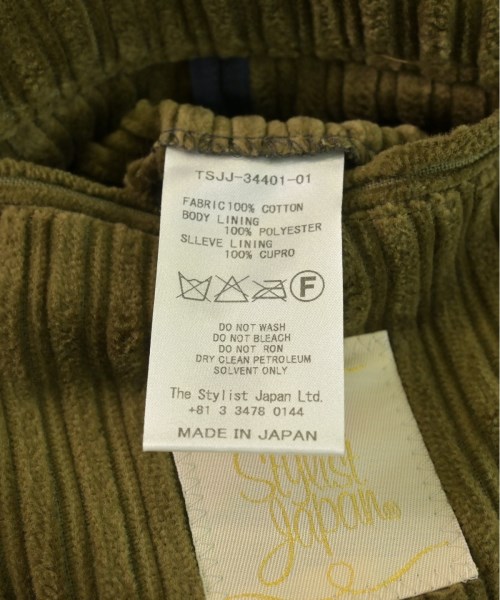 TSJJ-34401-01
FABRIC100% COTTON
BODY LINING
100% POLYESTER
SLLEVE LINING
100% CUPRO
F
DO NOT WASH
DO NOT BLEACH
DO NOT RON
DRY CLEAN PETROLEUM
SOLVENT ONLY
The Stylist Japan Ltd.
+81 3 3478 0144
MADE IN JAPAN
Stylist
Japan®